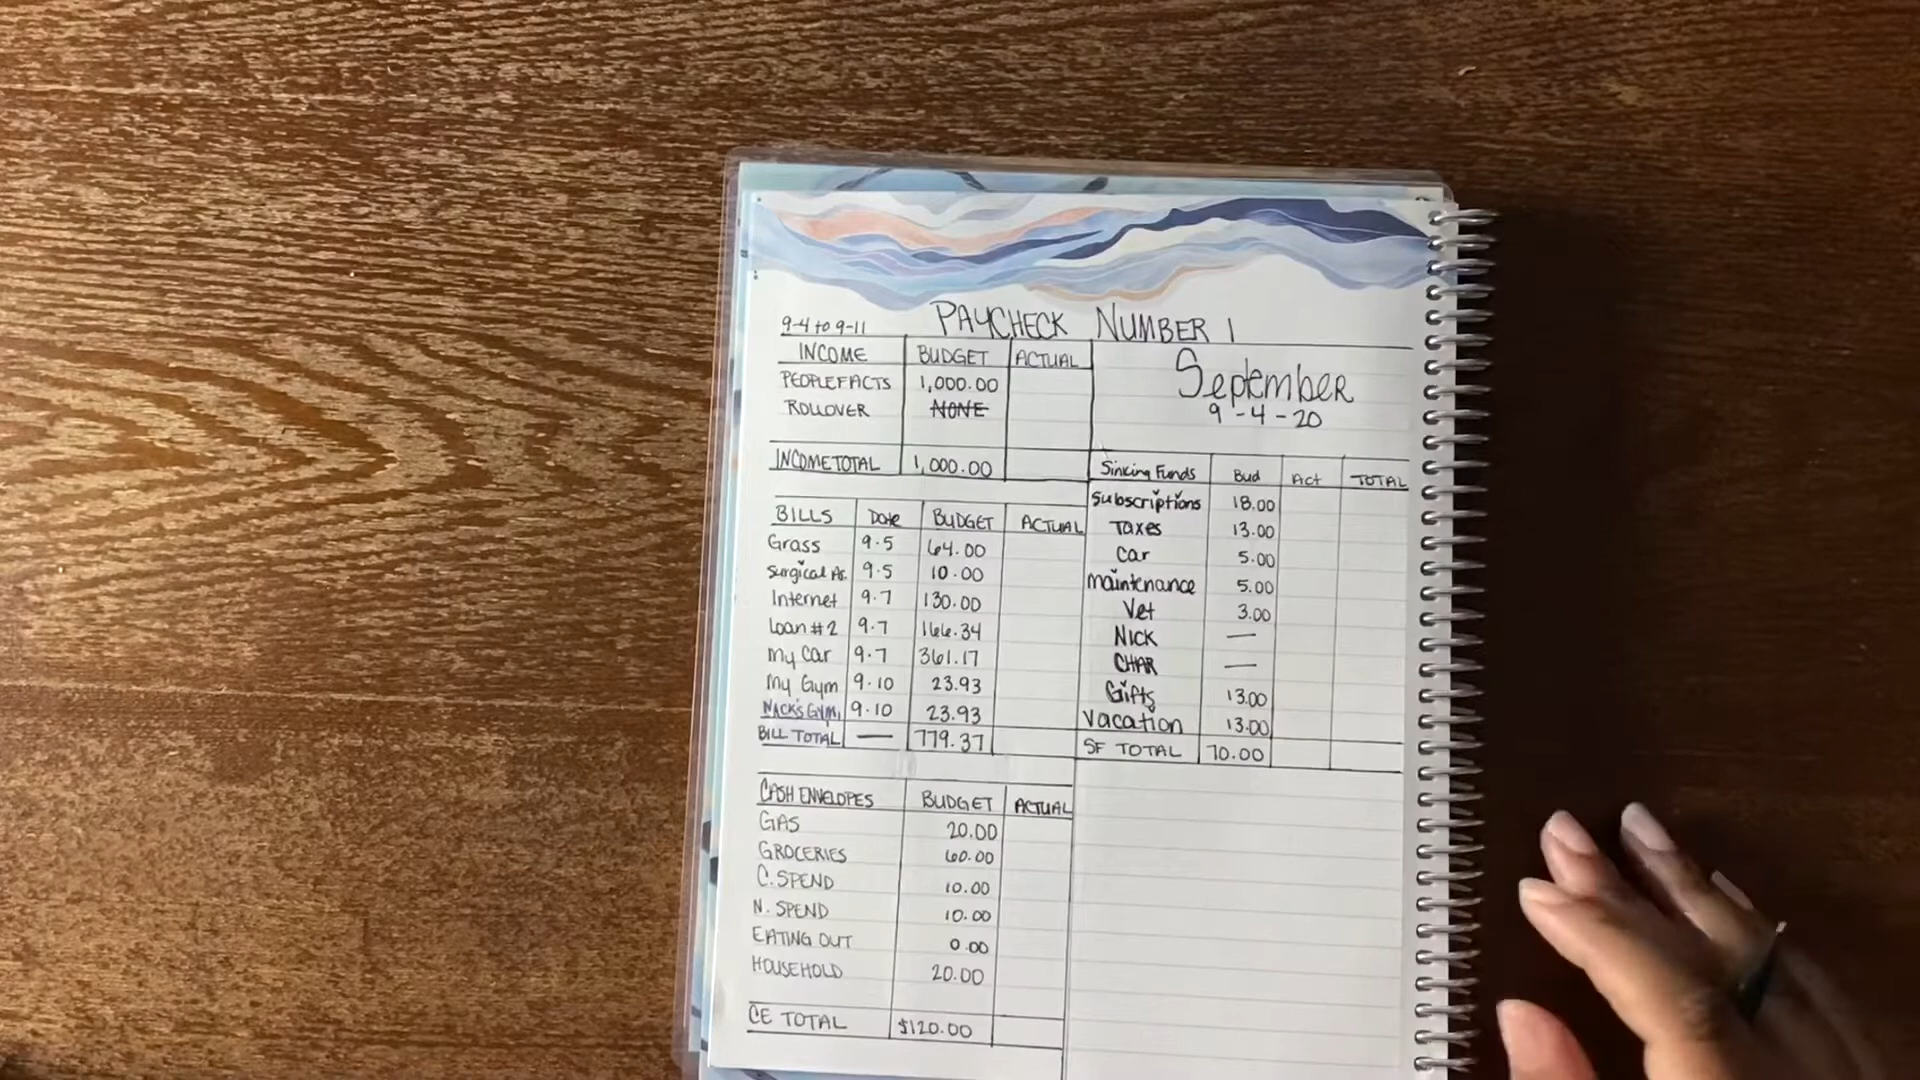 9-4 to 9-11 PAYCHECK NUMBER 1
INCOME BUDGET ACTUAL
PEOPLEFACTS 1,000.00
ROLLOVER NONE
INCOME TOTAL 1,000.00
September
9-4-20
BILLS Date BUDGET ACTUAL
Grass 9.5 64.00
Surgical As. 9.5 10.00
Internet 9.7 130.00
Loan #2 9.7 166.34
My Car 9.7 361.17
My Gym 9.10 23.93
NACK'S GYM 9.10 23.93
BILL TOTAL — 779.37
Sinking Funds Bud Act TOTAL
Subscriptions 18.00
Taxes 13.00
Car 5.00
maintenance 5.00
Vet 3.00
NICK —
CHAR —
Gifts 13.00
Vacation 13.00
SF TOTAL 70.00
CASH ENVELOPES BUDGET ACTUAL
GAS 20.00
GROCERIES 60.00
C. SPEND 10.00
N. SPEND 10.00
EATING OUT 0.00
HOUSEHOLD 20.00
CE TOTAL $120.00